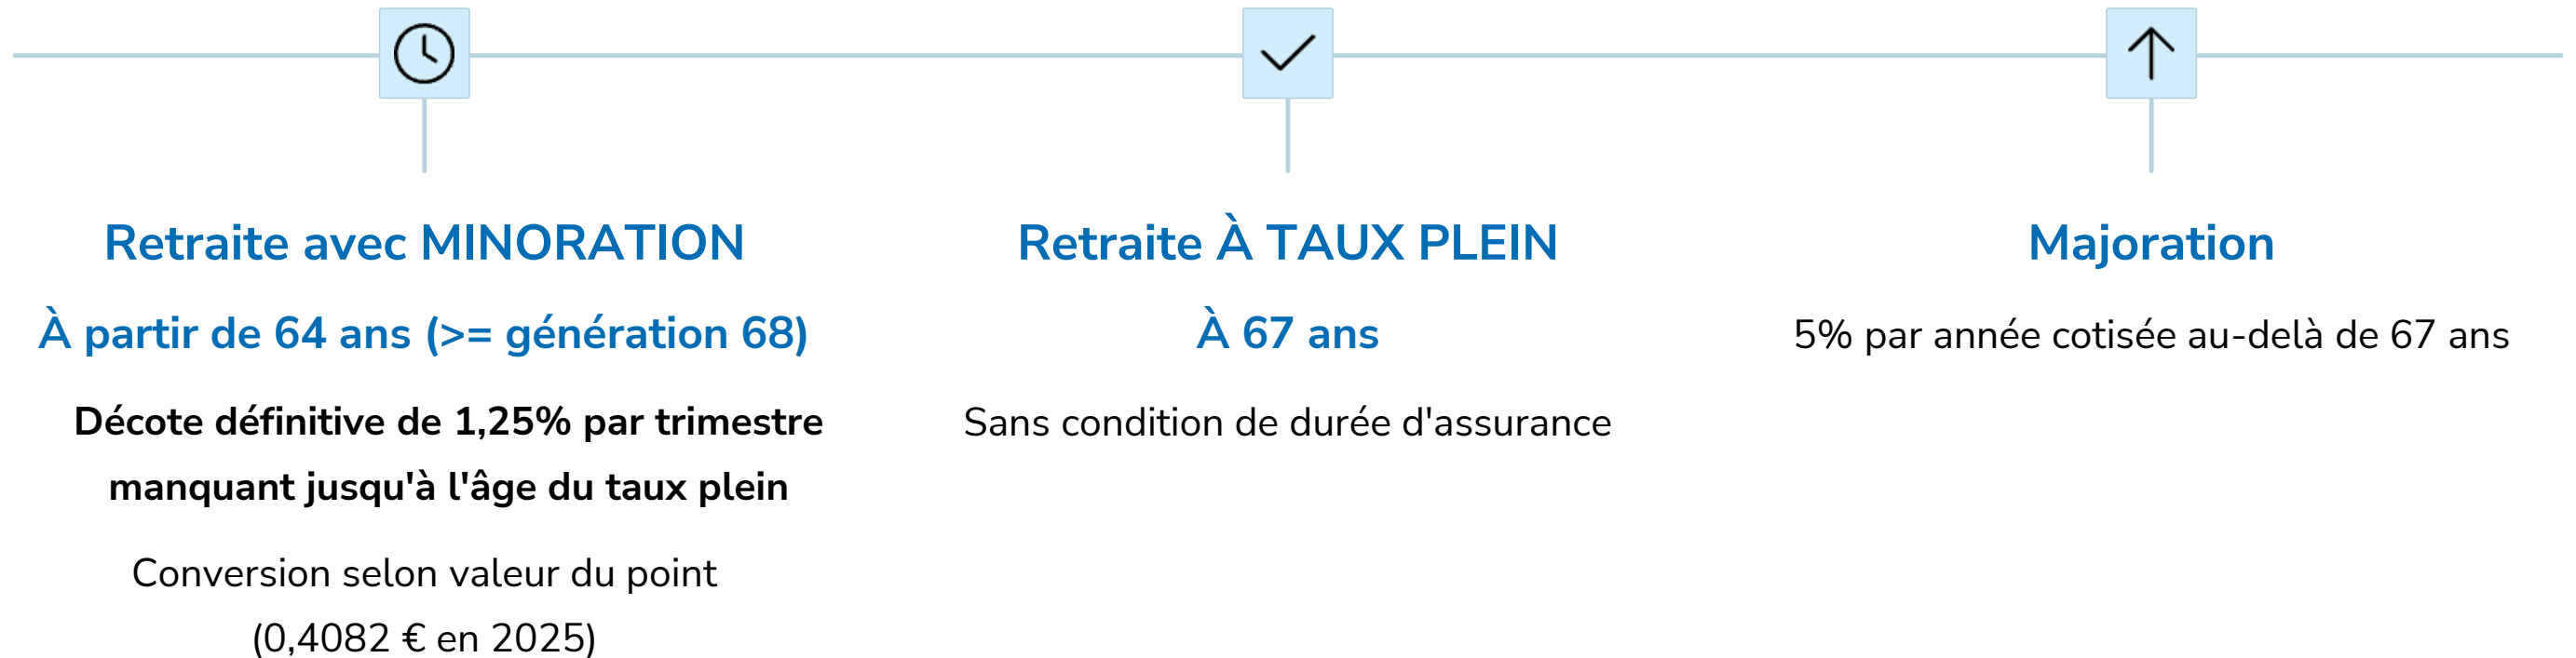 Retraite avec MINORATION
À partir de 64 ans (>= génération 68)
Décote définitive de 1,25% par trimestre
manquant jusqu'à l'âge du taux plein
Conversion selon valeur du point
(0,4082 € en 2025)
Retraite À TAUX PLEIN
À 67 ans
Sans condition de durée d'assurance
Majoration
5% par année cotisée au-delà de 67 ans